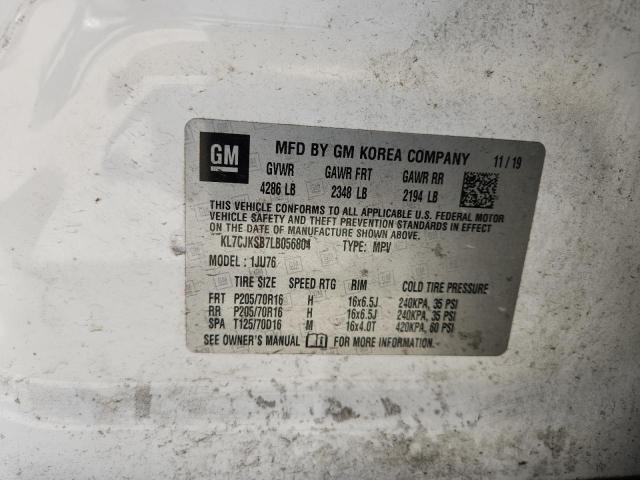 GM MFD BY GM KOREA COMPANY 11/19
GVWR GAWR FRT GAWR RR
4286 LB 2348 LB 2194 LB
THIS VEHICLE CONFORMS TO ALL APPLICABLE U.S. FEDERAL MOTOR
VEHICLE SAFETY AND THEFT PREVENTION STANDARDS IN EFFECT
ON THE DATE OF MANUFACTURE SHOWN ABOVE.
KL7CJKSB7LB056804 TYPE: MPV
MODEL: 1JU76
TIRE SIZE SPEED RTG RIM COLD TIRE PRESSURE
FRT P205/70R16 H 16x6.5J 240KPA, 35 PSI
RR P205/70R16 H 16x6.5J 240KPA, 35 PSI
SPA T125/70D16 M 16x4.0T 420KPA, 60 PSI
SEE OWNER'S MANUAL FOR MORE INFORMATION.